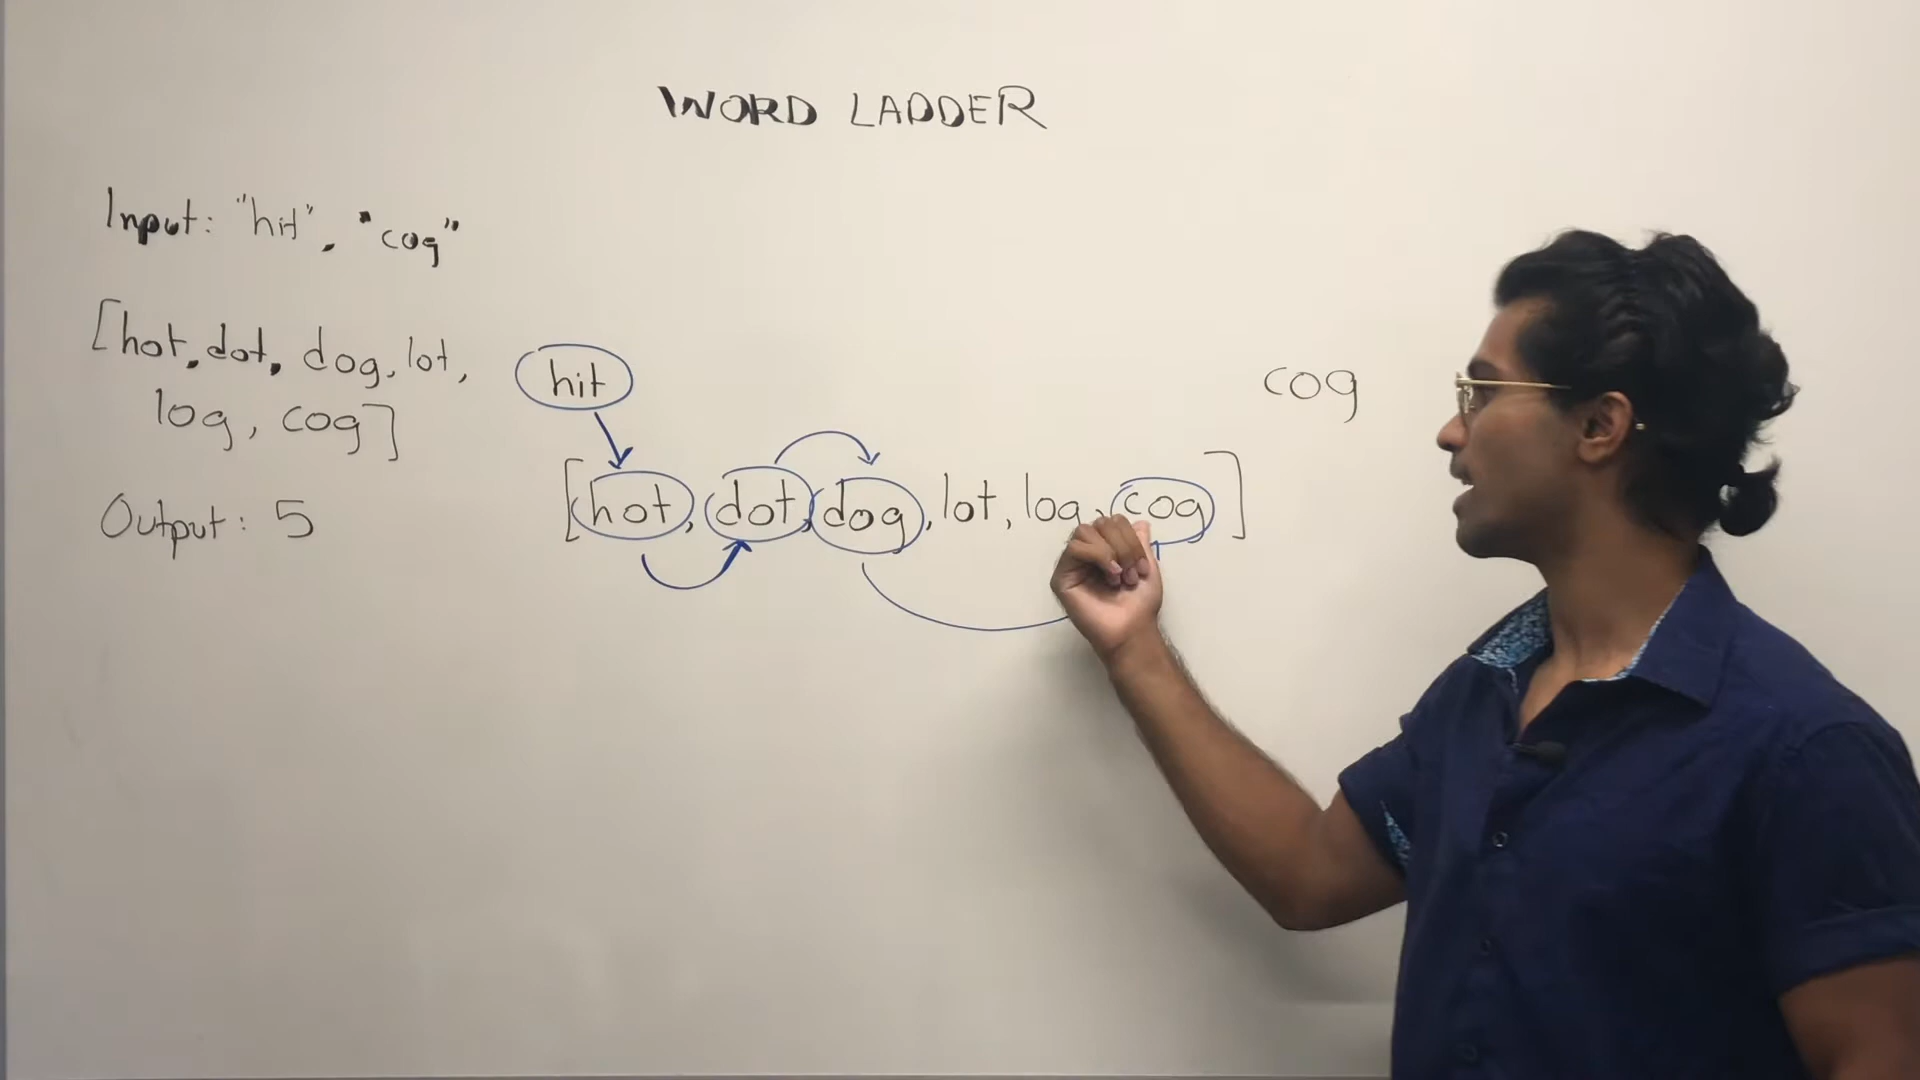 WORD LADDER
Input: "hit", "cog"
[hot, dot, dog, lot,
log, cog]
Output: 5
hit
cog
[hot, dot, dog, lot, log, cog]